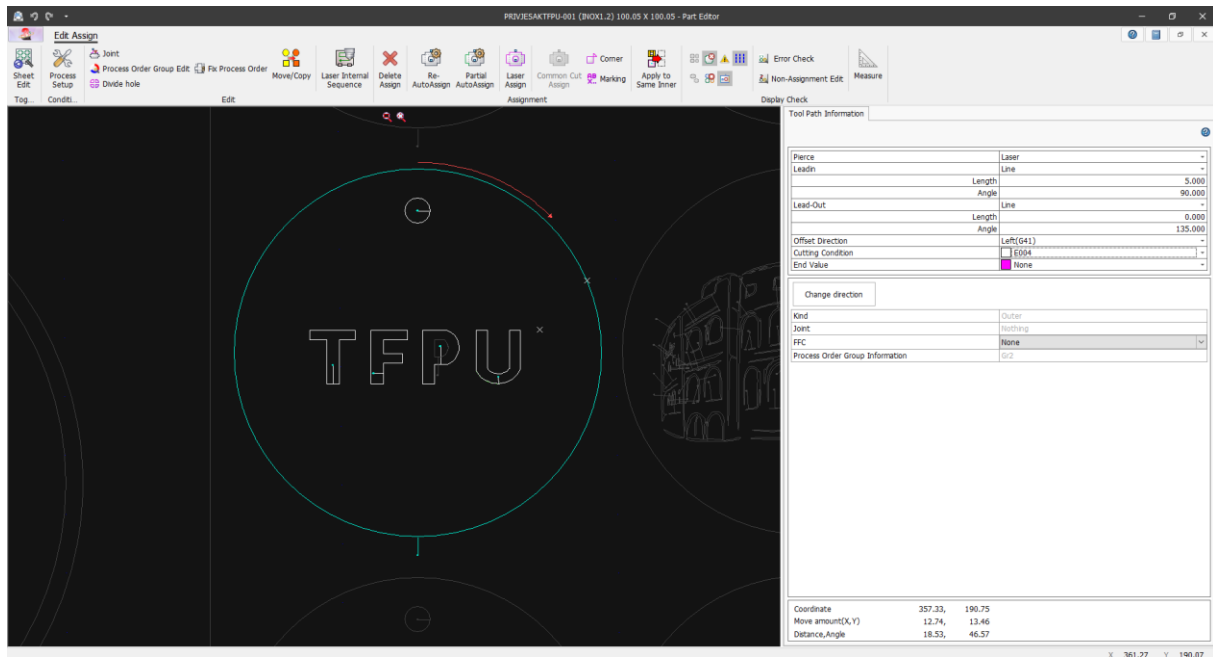 PRIVJESAKTFPU-001 (INOX1.2) 100.05 X 100.05 - Part Editor
Edit Assign
Sheet Edit
Process Setup
Joint
Process Order Group Edit
Fix Process Order
Divide hole
Move/Copy
Laser Internal Sequence
Delete Assign
Re-AutoAssign
Partial AutoAssign
Laser Assign
Common Cut Assign
Corner
Marking
Apply to Same Inner
Error Check
Non-Assignment Edit
Measure
Tog...
Conditi...
Edit
Assignment
Display Check
Tool Path Information
Pierce Laser
Leadin Line
Length 5.000
Angle 90.000
Lead-Out Line
Length 0.000
Angle 135.000
Offset Direction Left(G41)
Cutting Condition E004
End Value None
Change direction
Kind Outer
Joint Nothing
FFC None
Process Order Group Information Gr2
TFPU
Coordinate 357.33, 190.75
Move amount(X,Y) 12.74, 13.46
Distance,Angle 18.53, 46.57
X 361.27 Y 190.07